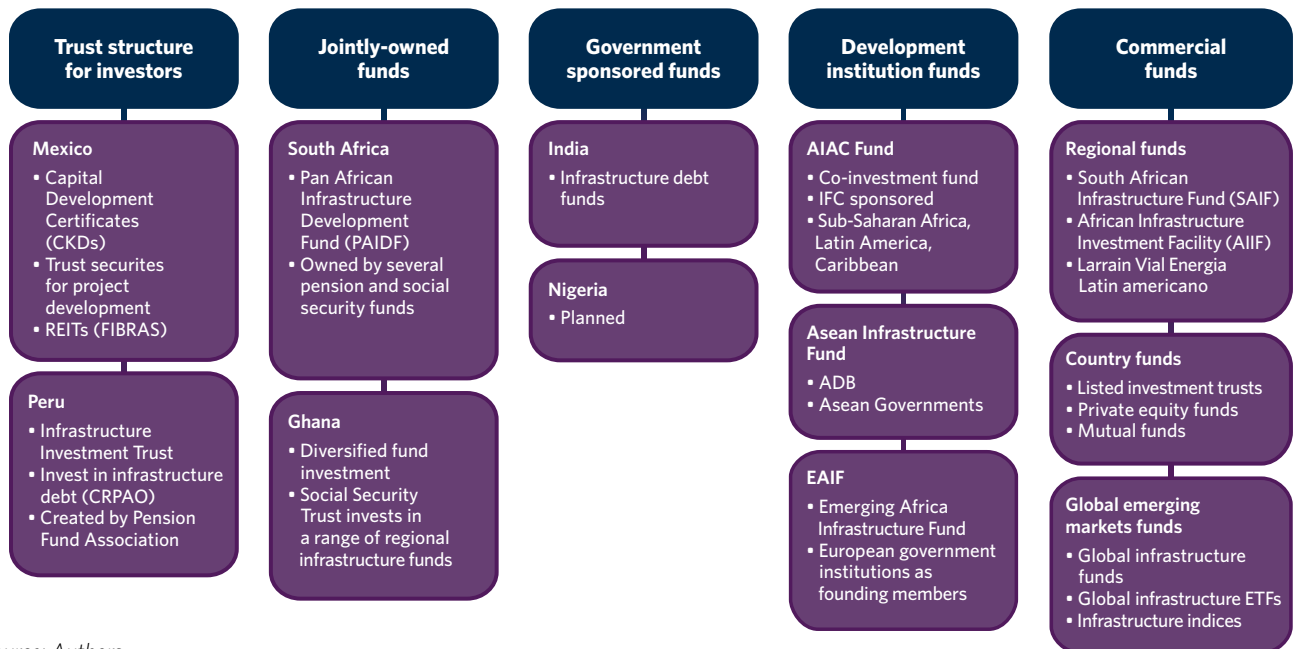 Trust structure
for investors
Mexico
▪ Capital
Development
Certificates
(CKDs)
▪ Trust securites
for project
development
▪ REITs (FIBRAS)
Peru
▪ Infrastructure
Investment Trust
▪ Invest in infrastructure
debt (CRPAO)
▪ Created by Pension
Fund Association
Jointly-owned
funds
South Africa
▪ Pan African
Infrastructure
Development
Fund (PAIDF)
▪ Owned by several
pension and social
security funds
Ghana
▪ Diversified fund
investment
▪ Social Security
Trust invests in
a range of regional
infrastructure funds
Government
sponsored funds
India
▪ Infrastructure debt
funds
Nigeria
▪ Planned
Development
institution funds
AIAC Fund
▪ Co-investment fund
▪ IFC sponsored
▪ Sub-Saharan Africa,
Latin America,
Caribbean
Asean Infrastructure
Fund
▪ ADB
▪ Asean Governments
EAIF
▪ Emerging Africa
Infrastructure Fund
▪ European government
institutions as
founding members
Commercial
funds
Regional funds
▪ South African
Infrastructure Fund (SAIF)
▪ African Infrastructure
Investment Facility (AIIF)
▪ Larrain Vial Energia
Latin americano
Country funds
▪ Listed investment trusts
▪ Private equity funds
▪ Mutual funds
Global emerging
markets funds
▪ Global infrastructure
funds
▪ Global infrastructure ETFs
▪ Infrastructure indices